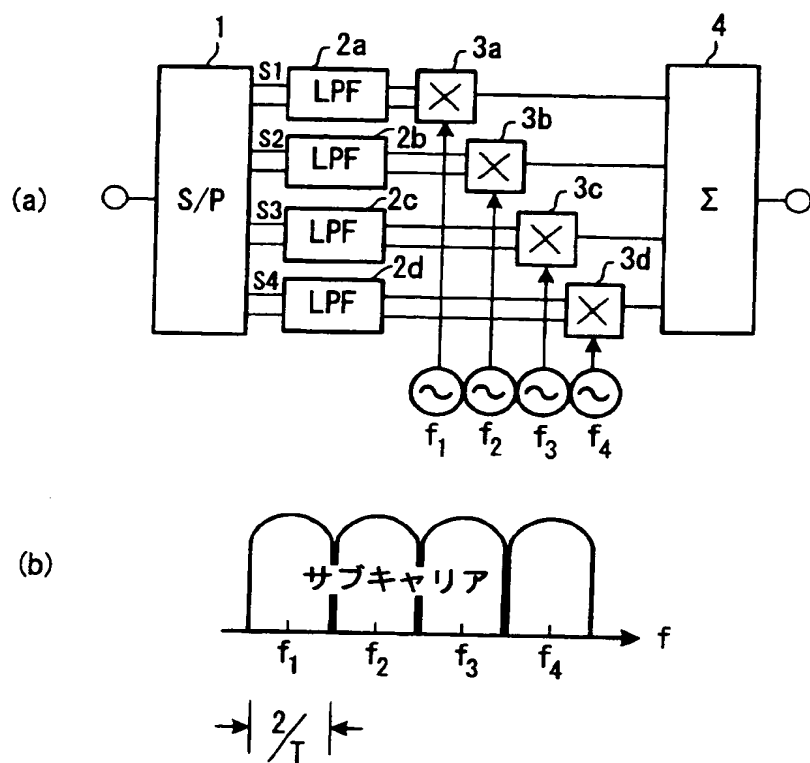 1
2a
3a
4
S1
LPF
S2
2b
3b
LPF
(a)
S/P
S3
2c
3c
Σ
LPF
S4
2d
3d
LPF
f₁
f₂
f₃
f₄
(b)
サブキャリア
f₁
f₂
f₃
f₄
f
2/T